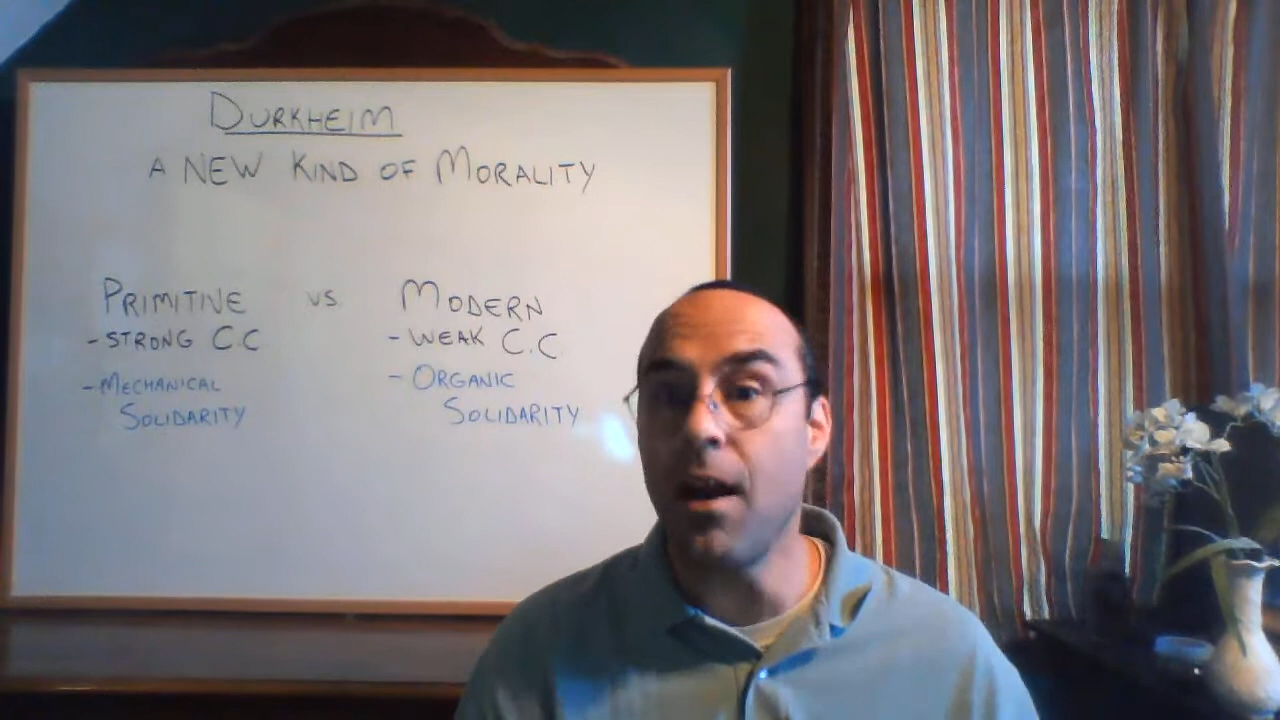 DURKHEIM
A NEW KIND OF MORALITY
PRIMITIVE VS. MODERN
- STRONG C.C - WEAK C.C.
- MECHANICAL - ORGANIC
SOLIDARITY SOLIDARITY